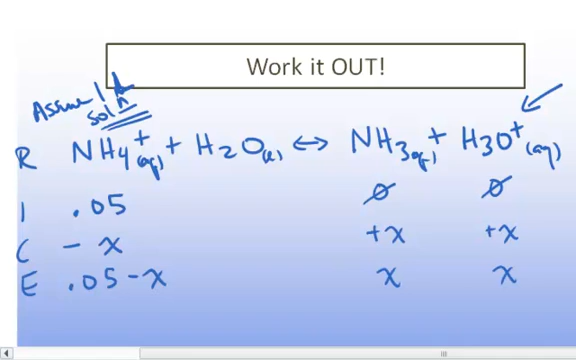 Work it OUT!
Assume 1 L
soln
R NH4+(aq) + H2O(l) ↔ NH3(aq) + H3O+(aq)
I .05 Ø Ø
C - x +x +x
E .05-x x x